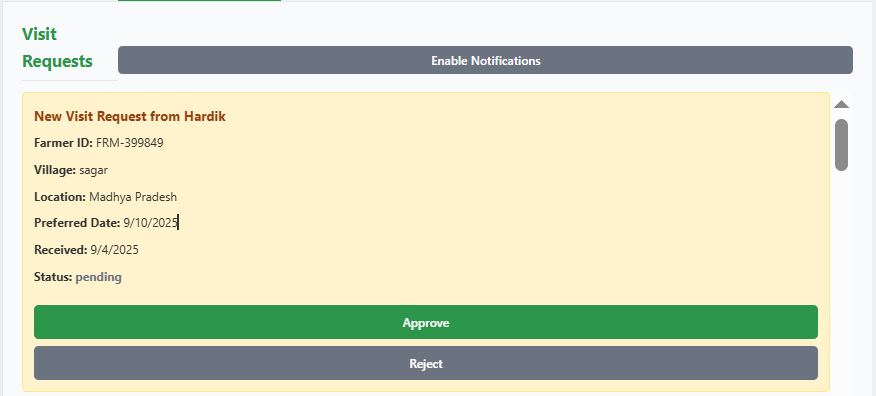 Visit
Requests
Enable Notifications
New Visit Request from Hardik
Farmer ID: FRM-399849
Village: sagar
Location: Madhya Pradesh
Preferred Date: 9/10/2025
Received: 9/4/2025
Status: pending
Approve
Reject